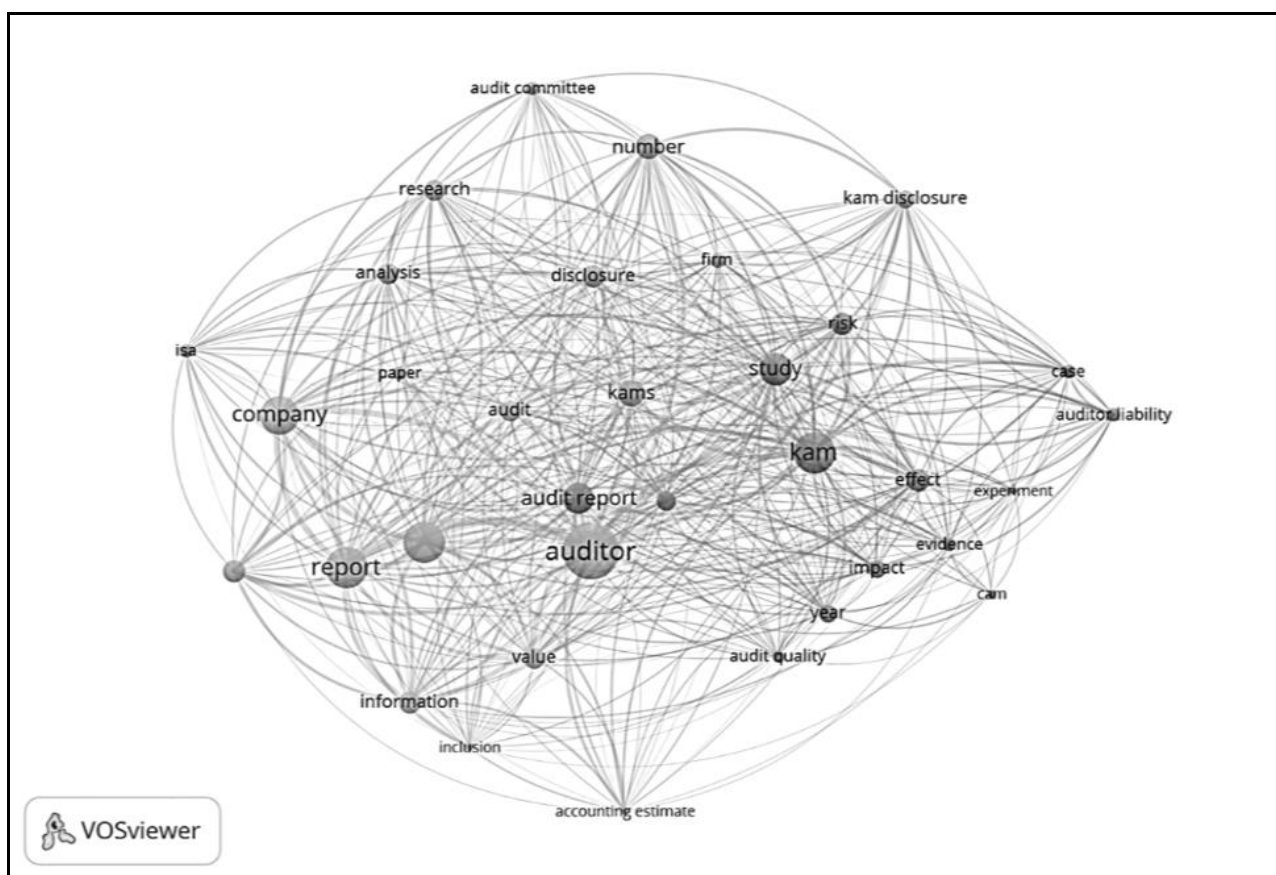 audit committee
number
research
kam disclosure
firm
analysis
disclosure
risk
isa
study
case
paper
kams
company
audit
auditor liability
kam
effect
experiment
audit report
auditor
evidence
report
impact
cam
year
value
audit quality
information
inclusion
accounting estimate
VOSviewer